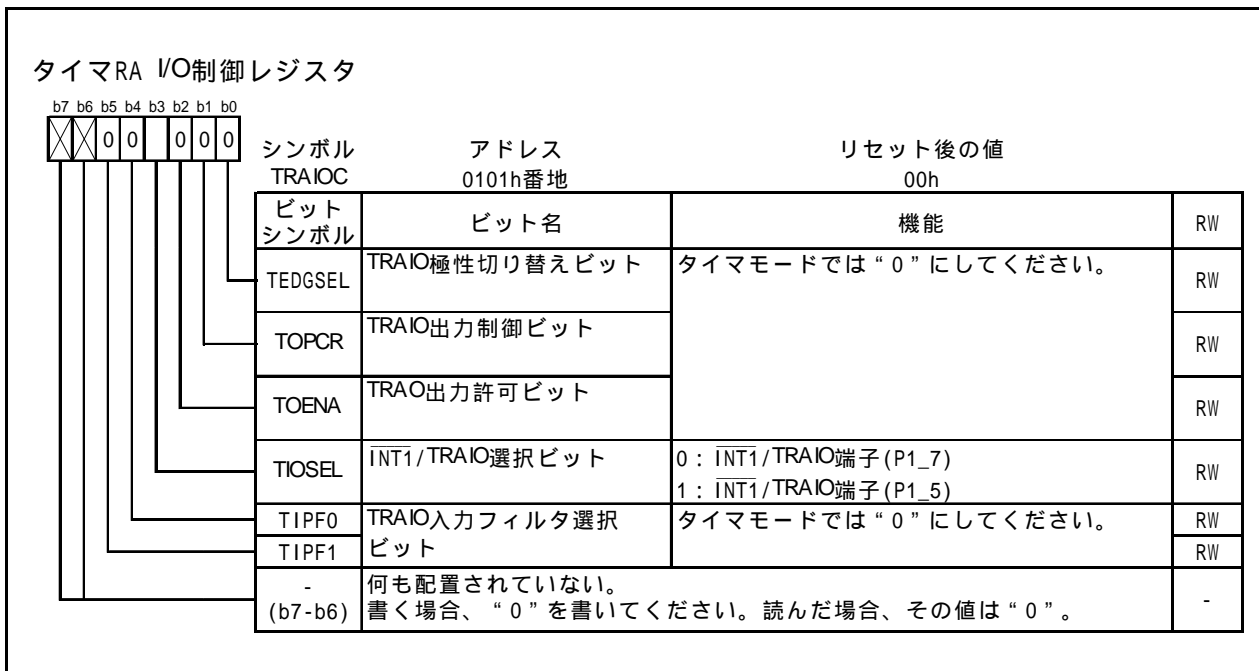 タイマRA I/O制御レジスタ
b7 b6 b5 b4 b3 b2 b1 b0
0 0 0 0 0
シンボル アドレス リセット後の値
TRAIOC 0101h番地 00h
ビット
シンボル ビット名 機能 RW
TEDGSEL TRAIO極性切り替えビット タイマモードでは“0”にしてください。 RW
TOPCR TRAIO出力制御ビット RW
TOENA TRAO出力許可ビット RW
TIOSEL INT1/TRAIO選択ビット 0: INT1/TRAIO端子(P1_7) RW
1: INT1/TRAIO端子(P1_5)
TIPF0 TRAIO入力フィルタ選択 タイマモードでは“0”にしてください。 RW
TIPF1 ビット RW
- 何も配置されていない。 -
(b7-b6) 書く場合、“0”を書いてください。読んだ場合、その値は“0”。